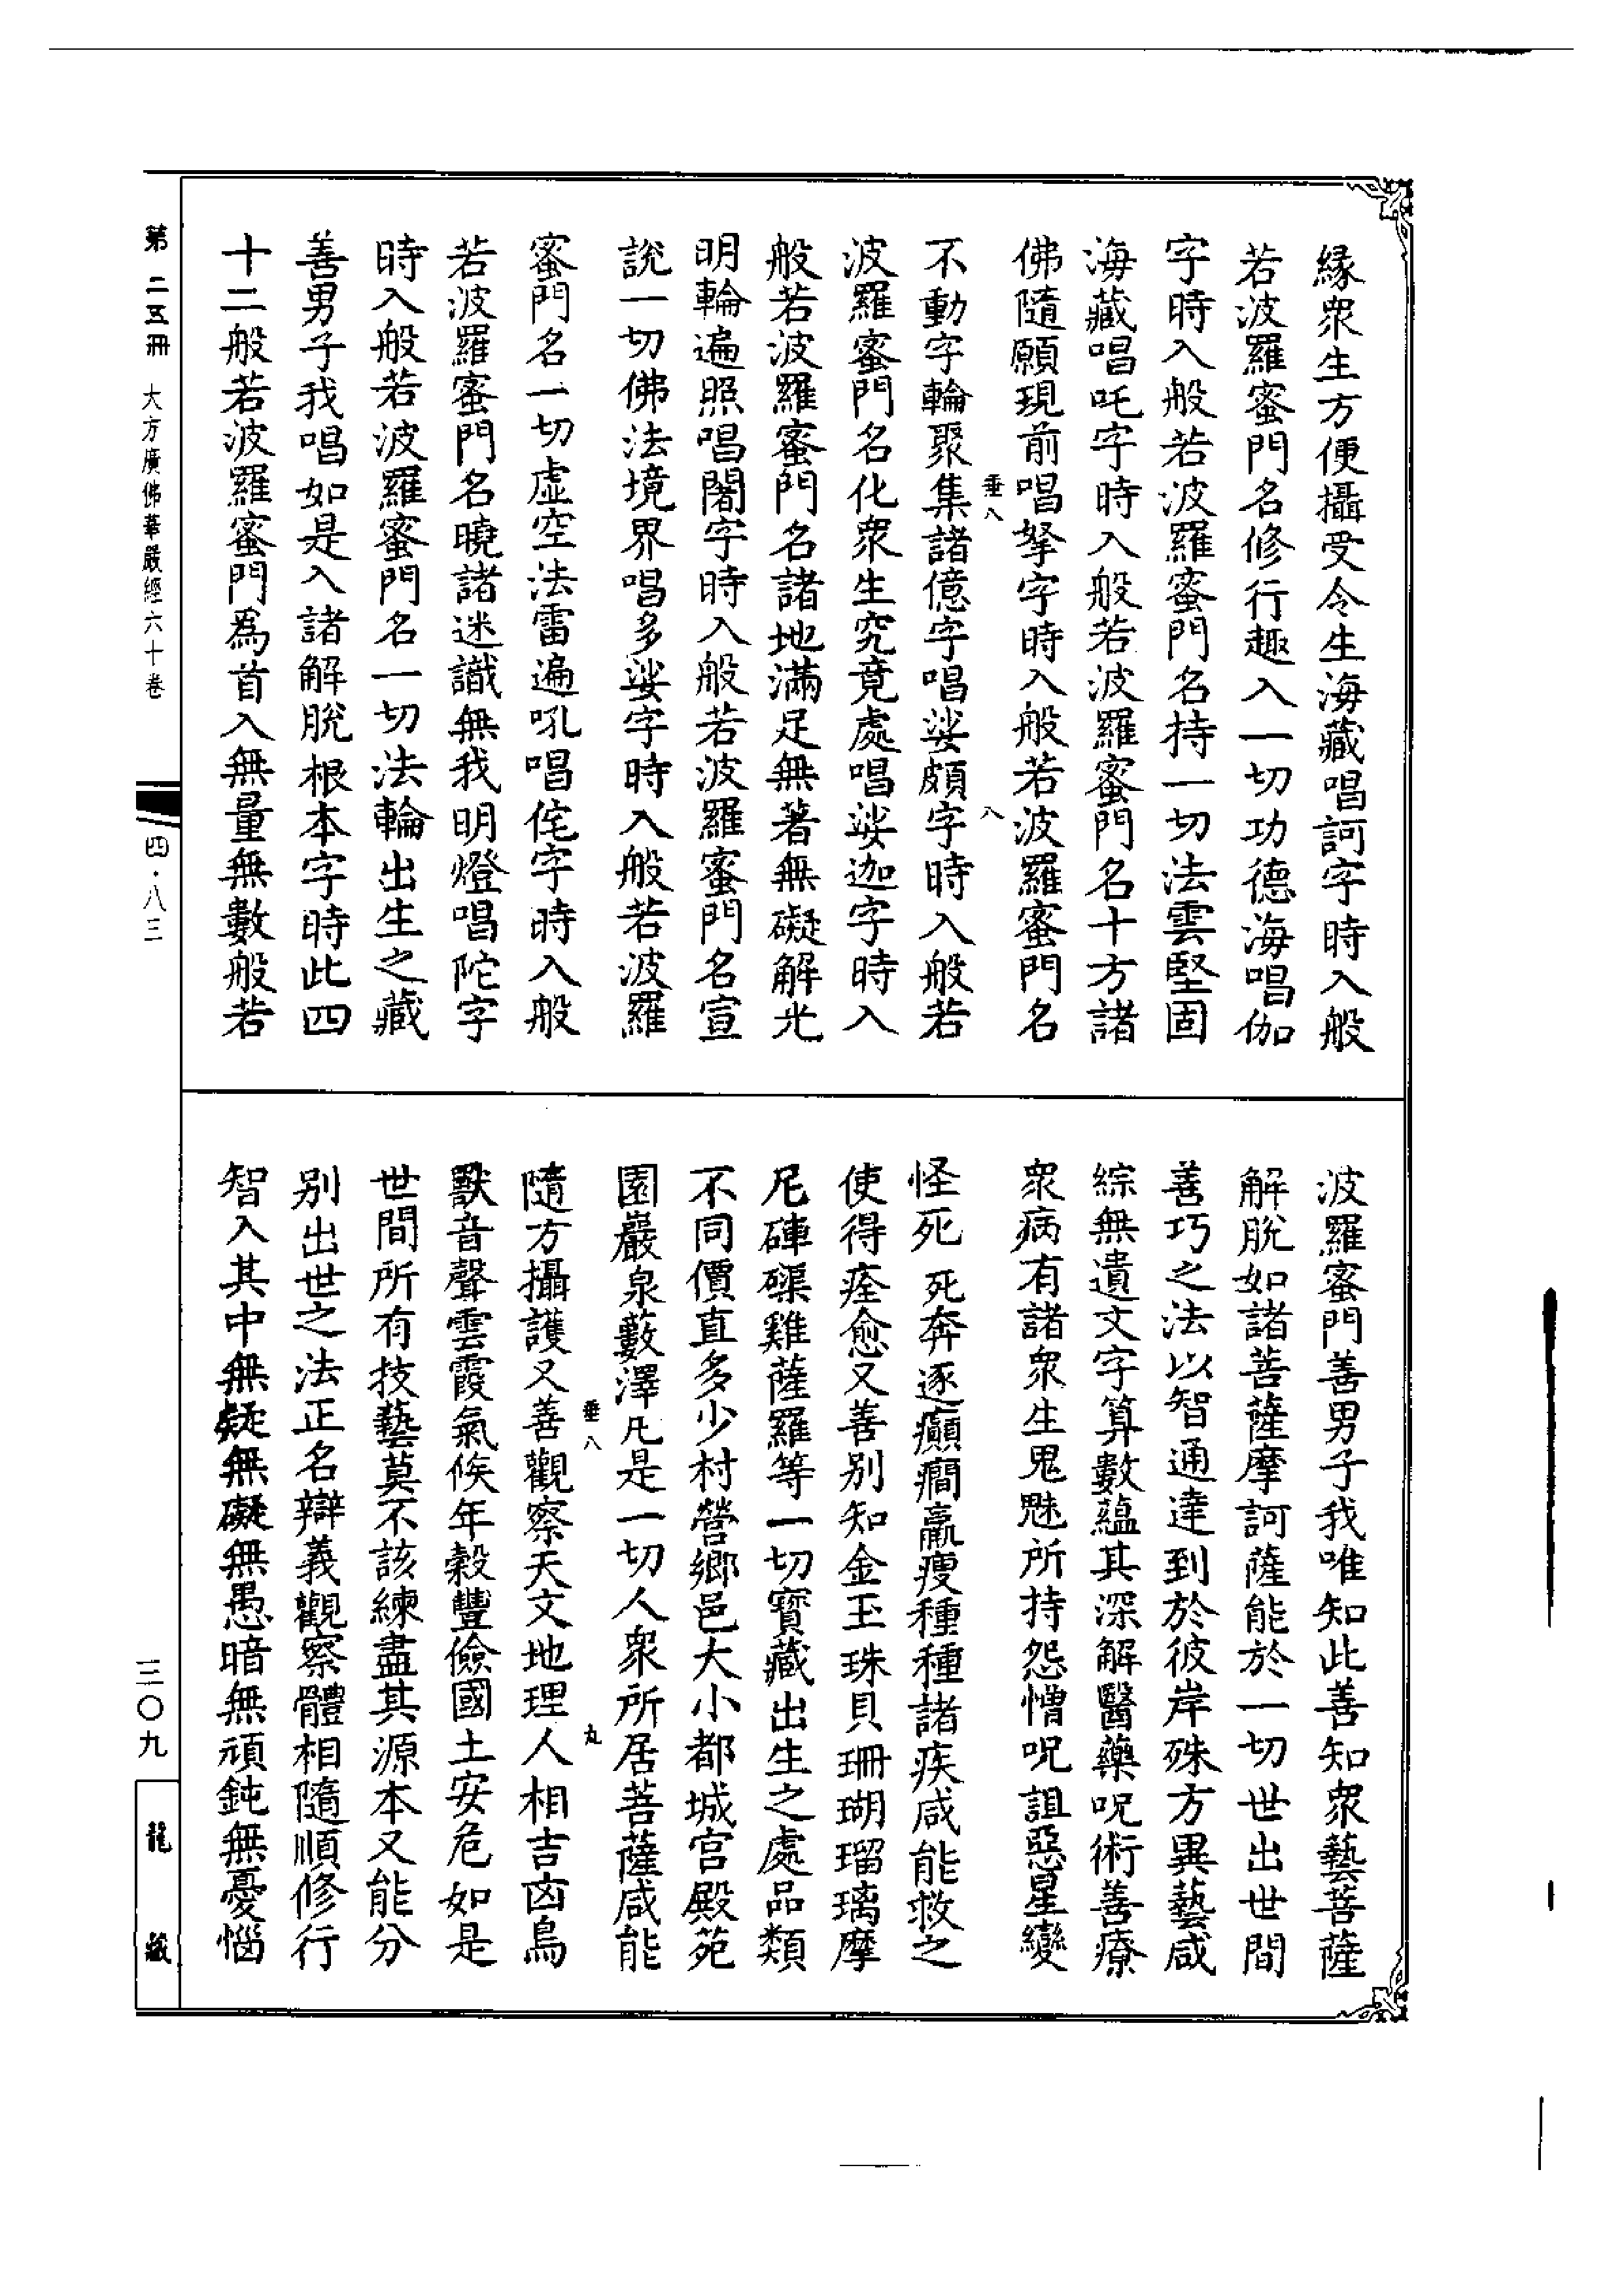 緣衆生方便攝受令生海藏唱訶字時入般
若波羅蜜門名修行趣入一切功德海唱伽
字時入般若波羅蜜門名持一切法雲堅固
海藏唱吒字時入般若波羅蜜門名十方諸
佛隨願現前唱拏字時入般若波羅蜜門名
不動字輪聚集諸億字唱娑頗字時入般若
垂八
八
波羅蜜門名化衆生究竟處唱娑迦字時入
般若波羅蜜門名諸地滿足無著無礙解光
明輪遍照唱闍字時入般若波羅蜜門名宣
說一切佛法境界唱多娑字時入般若波羅
蜜門名一切虛空法雷遍吼唱侘字時入般
若波羅蜜門名曉諸迷識無我明燈唱陀字
時入般若波羅蜜門名一切法輪出生之藏
善男子我唱如是入諸解脫根本字時此四
十二般若波羅蜜門爲首入無量無數般若
波羅蜜門善男子我唯知此善知衆藝菩薩
解脫如諸菩薩摩訶薩能於一切世出世間
善巧之法以智通達到於彼岸殊方異藝咸
綜無遺文字算數蘊其深解醫藥呪術善療
衆病有諸衆生鬼魅所持怨憎呪詛惡星變
怪死死奔逐癲癎羸瘦種種諸疾咸能救之
使得痊愈又善別知金玉珠貝珊瑚瑠璃摩
尼硨磲雞薩羅等一切寶藏出生之處品類
不同價直多少村營鄉邑大小都城宮殿苑
園巖泉藪澤凡是一切人衆所居菩薩咸能
垂八
丸
隨方攝護又善觀察天文地理人相吉凶鳥
獸音聲雲霞氣候年穀豐儉國土安危如是
世間所有技藝莫不該練盡其源本又能分
別出世之法正名辯義觀察體相隨順修行
智入其中無疑無礙無愚暗無頑鈍無憂惱
第二五冊 大方廣佛華嚴經六十卷 四·八三 三〇九 龍藏